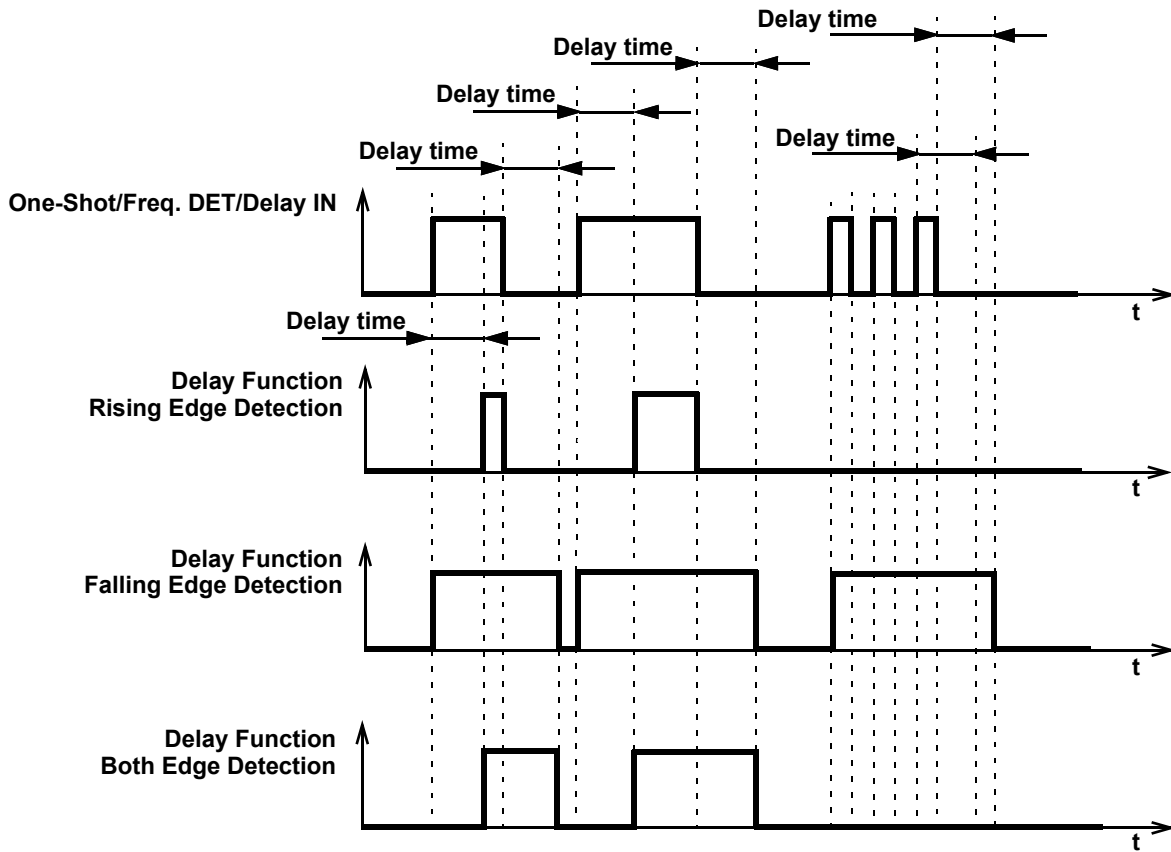 Delay time
Delay time
Delay time
Delay time
Delay time
One-Shot/Freq. DET/Delay IN
t
Delay time
Delay Function
Rising Edge Detection
t
Delay Function
Falling Edge Detection
t
Delay Function
Both Edge Detection
t